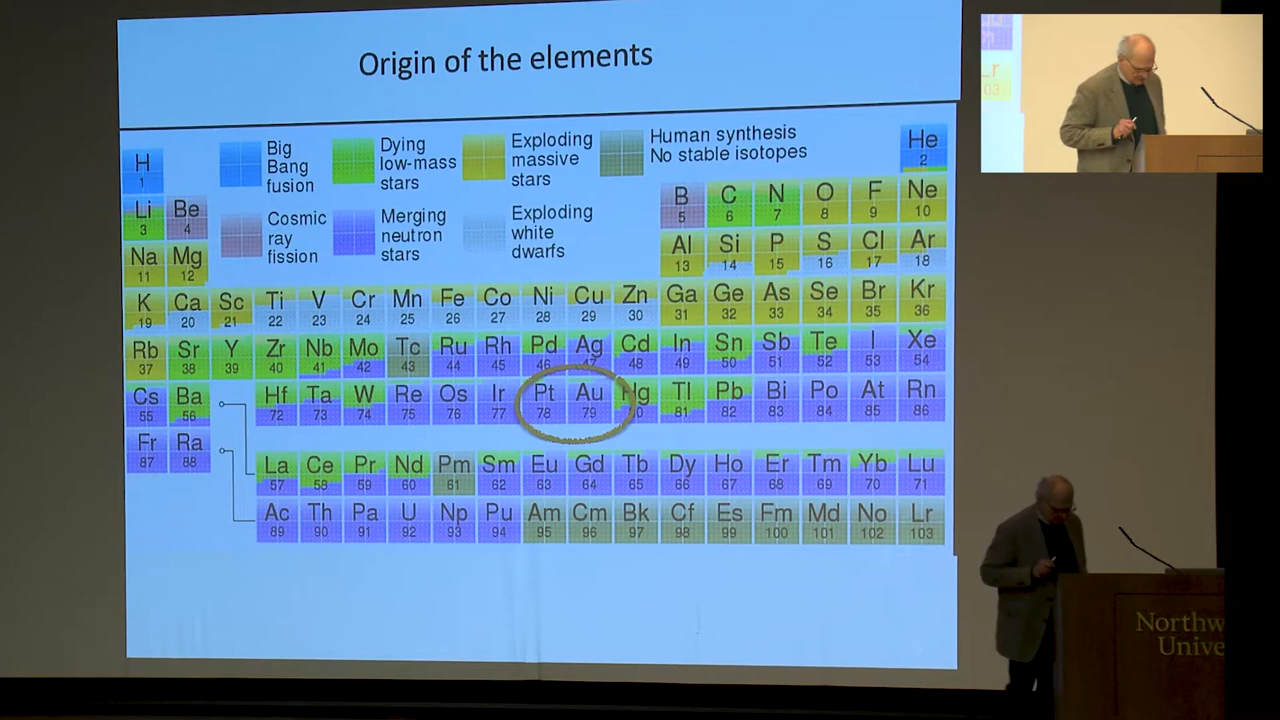 Origin of the elements
Big
Bang
fusion
Dying
low-mass
stars
Exploding
massive
stars
Human synthesis
No stable isotopes
Cosmic
ray
fission
Merging
neutron
stars
Exploding
white
dwarfs
H He
1 2
Li Be B C N O F Ne
3 4 5 6 7 8 9 10
Na Mg Al Si P S Cl Ar
11 12 13 14 15 16 17 18
K Ca Sc Ti V Cr Mn Fe Co Ni Cu Zn Ga Ge As Se Br Kr
19 20 21 22 23 24 25 26 27 28 29 30 31 32 33 34 35 36
Rb Sr Y Zr Nb Mo Tc Ru Rh Pd Ag Cd In Sn Sb Te I Xe
37 38 39 40 41 42 43 44 45 46 47 48 49 50 51 52 53 54
Cs Ba Hf Ta W Re Os Ir Pt Au Hg Tl Pb Bi Po At Rn
55 56 72 73 74 75 76 77 78 79 81 82 83 84 85 86
Fr Ra
87 88
La Ce Pr Nd Pm Sm Eu Gd Tb Dy Ho Er Tm Yb Lu
57 58 59 60 61 62 63 64 65 66 67 68 69 70 71
Ac Th Pa U Np Pu Am Cm Bk Cf Es Fm Md No Lr
89 90 91 92 93 94 95 96 97 98 99 100 101 102 103
Northw
Unive